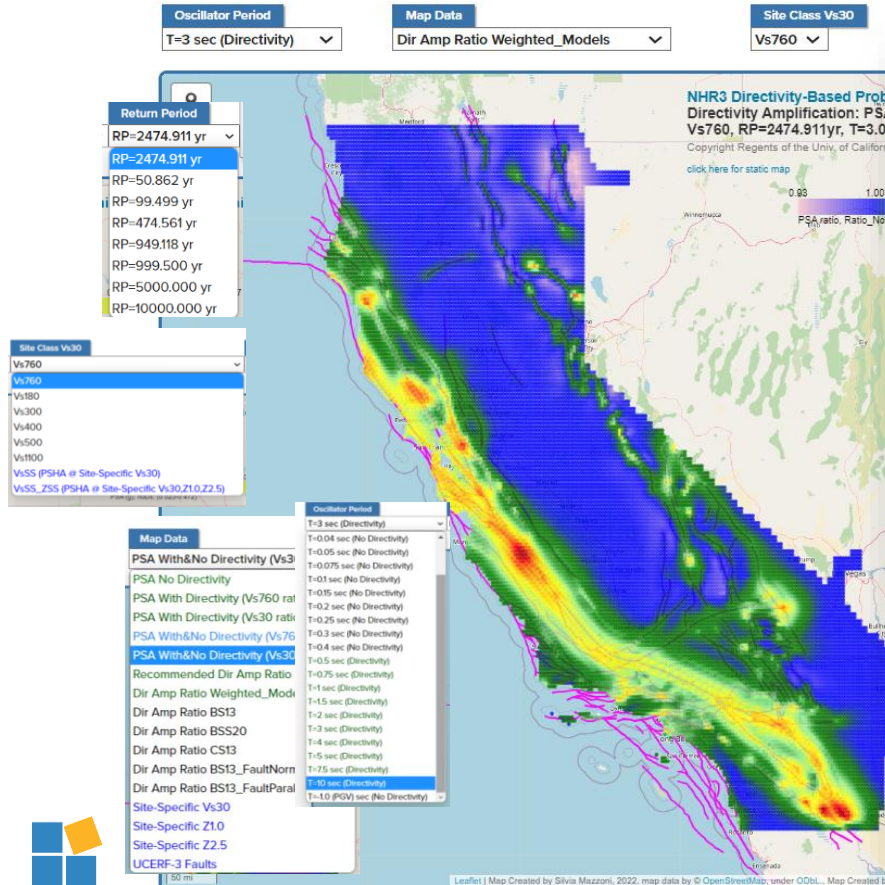 Oscillator Period
T=3 sec (Directivity)
Map Data
Dir Amp Ratio Weighted_Models
Site Class Vs30
Vs760
NHR3 Directivity-Based Prob
Directivity Amplification: PSA
Vs760, RP=2474.911yr, T=3.0
Copyright Regents of the Univ. of Californ
click here for static map
0.93
1.00
PSA ratio, Ratio_No
Medford
Winnemucca
Ely
Vegas
Ensenada
Return Period
RP=2474.911 yr
RP=2474.911 yr
RP=50.862 yr
RP=99.499 yr
RP=474.561 yr
RP=949.118 yr
RP=999.500 yr
RP=5000.000 yr
RP=10000.000 yr
Site Class Vs30
Vs760
Vs760
Vs180
Vs300
Vs400
Vs500
Vs1100
VsSS (PSHA @ Site-Specific Vs30)
VsSS_ZSS (PSHA @ Site-Specific Vs30,Z1.0,Z2.5)
Map Data
PSA With&No Directivity (Vs30
PSA No Directivity
PSA With Directivity (Vs760 rat
PSA With Directivity (Vs30 ratio
PSA With&No Directivity (Vs76
PSA With&No Directivity (Vs30
Recommended Dir Amp Ratio
Dir Amp Ratio Weighted_Mode
Dir Amp Ratio BS13
Dir Amp Ratio BSS20
Dir Amp Ratio CS13
Dir Amp Ratio BS13_FaultNorm
Dir Amp Ratio BS13_FaultParal
Site-Specific Vs30
Site-Specific Z1.0
Site-Specific Z2.5
UCERF-3 Faults
Oscillator Period
T=3 sec (Directivity)
T=0.04 sec (No Directivity)
T=0.05 sec (No Directivity)
T=0.075 sec (No Directivity)
T=0.1 sec (No Directivity)
T=0.15 sec (No Directivity)
T=0.2 sec (No Directivity)
T=0.25 sec (No Directivity)
T=0.3 sec (No Directivity)
T=0.4 sec (No Directivity)
T=0.5 sec (Directivity)
T=0.75 sec (Directivity)
T=1 sec (Directivity)
T=1.5 sec (Directivity)
T=2 sec (Directivity)
T=3 sec (Directivity)
T=4 sec (Directivity)
T=5 sec (Directivity)
T=7.5 sec (Directivity)
T=10 sec (Directivity)
T=-1.0 (PGV) sec (No Directivity)
50 mi
Leaflet | Map Created by Silvia Mazzoni, 2022, map data by © OpenStreetMap, under ODbL., Map Created b